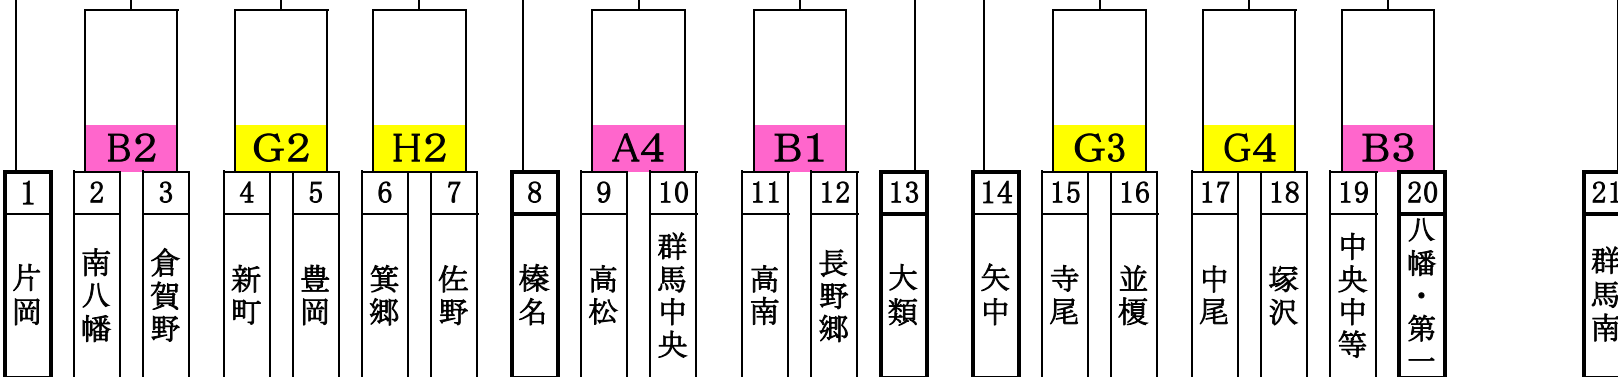 B2 G2 H2 A4 B1 G3 G4 B3
1 2 3 4 5 6 7 8 9 10 11 12 13 14 15 16 17 18 19 20 21
片岡
南八幡
倉賀野
新町
豊岡
箕郷
佐野
榛名
高松
群馬中央
高南
長野郷
大類
矢中
寺尾
並榎
中尾
塚沢
中央中等
八幡・第一
群馬南